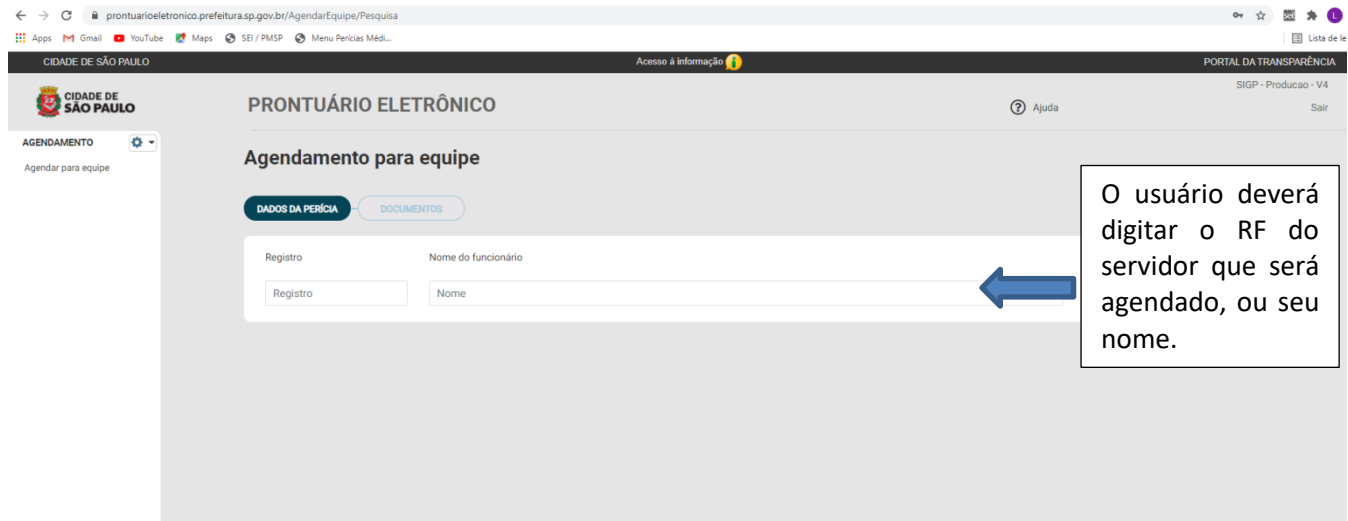 prontuarioeletronico.prefeitura.sp.gov.br/AgendarEquipe/Pesquisa
Apps Gmail YouTube Maps SEI / PMSP Menu Perícias Médi... Lista de le
CIDADE DE SÃO PAULO Acesso à informação PORTAL DA TRANSPARÊNCIA
SIGP - Producao - V4
CIDADE DE
SÃO PAULO
PRONTUÁRIO ELETRÔNICO
Ajuda
Sair
AGENDAMENTO
Agendar para equipe
Agendamento para equipe
DADOS DA PERÍCIA DOCUMENTOS
Registro Nome do funcionário
Registro Nome
O usuário deverá
digitar o RF do
servidor que será
agendado, ou seu
nome.